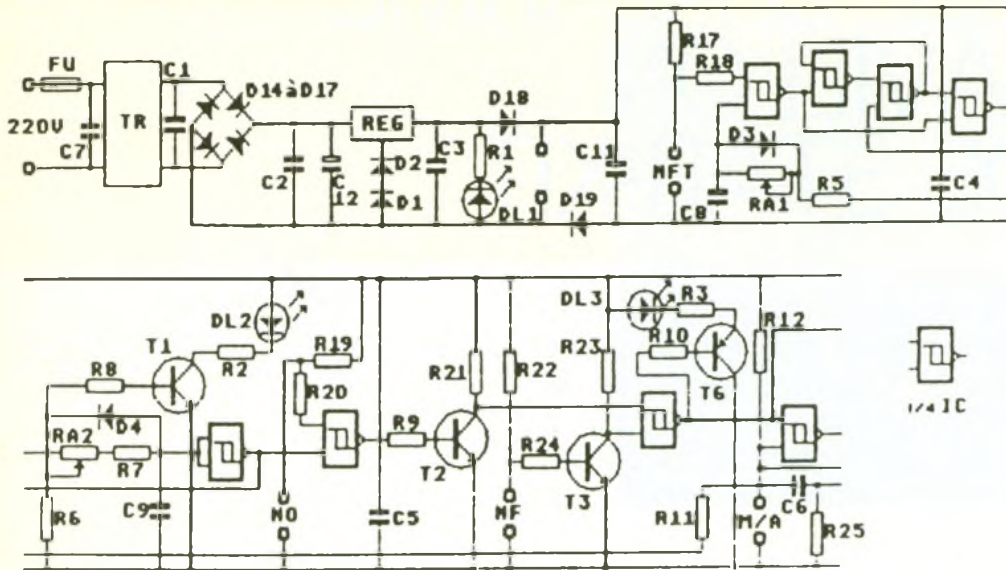 FU
C1
D14àD17
220V
C7
TR
C2
C
12
REG
D2
D1
C3
R1
DL1
D18
D19
C11
R17
R18
MFT
D3
C8
RA1
R5
C4
T1
DL2
R8
R2
R19
D4
R20
RA2
R7
R6
C9
NO
C5
R9
R21
T2
R22
NF
R24
T3
DL3
R3
R23
R10
T6
R12
R11
M/A
C6
R25
1/4 IC